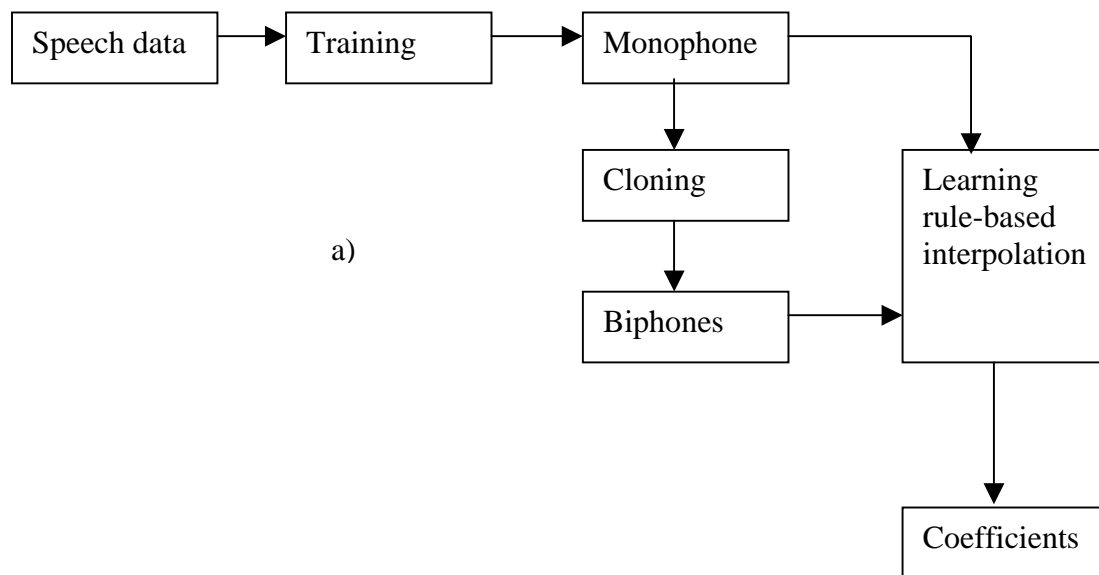 Speech data
Training
Monophone
Cloning
Learning
rule-based
interpolation
a)
Biphones
Coefficients